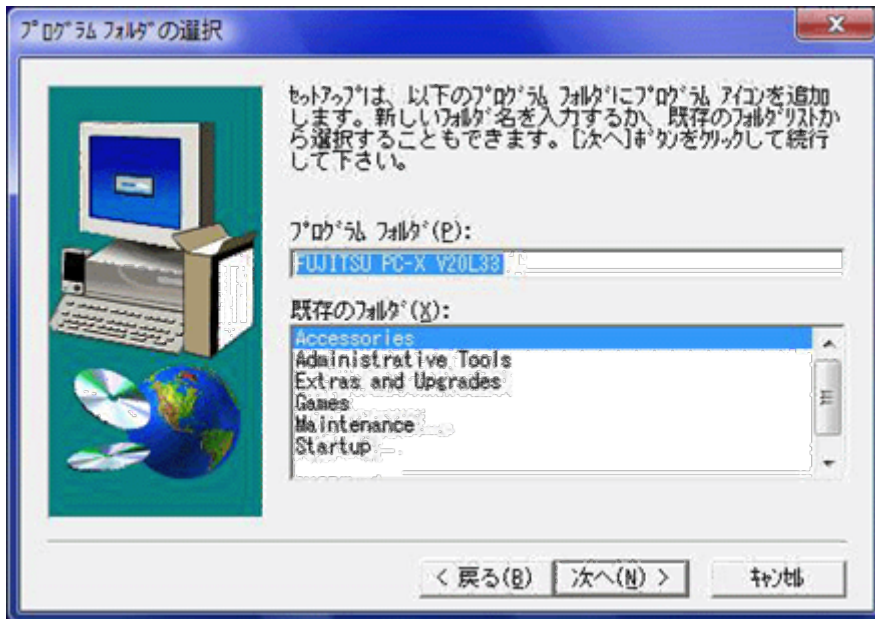 ﾌﾟﾛｸﾞﾗﾑ ﾌｫﾙﾀﾞの選択
ｾｯﾄｱｯﾌﾟは、以下のﾌﾟﾛｸﾞﾗﾑ ﾌｫﾙﾀﾞにﾌﾟﾛｸﾞﾗﾑ ｱｲｺﾝを追加
します。新しいﾌｫﾙﾀﾞ名を入力するか、既存のﾌｫﾙﾀﾞﾘｽﾄか
ら選択することもできます。[次へ]ﾎﾞﾀﾝをｸﾘｯｸして続行
して下さい。
ﾌﾟﾛｸﾞﾗﾑ ﾌｫﾙﾀﾞ(P):
FUJITSU PC-X V20L33
既存のﾌｫﾙﾀﾞ(X):
Accessories
Administrative Tools
Extras and Upgrades
Games
Maintenance
Startup
< 戻る(B)
次へ(N) >
ｷｬﾝｾﾙ